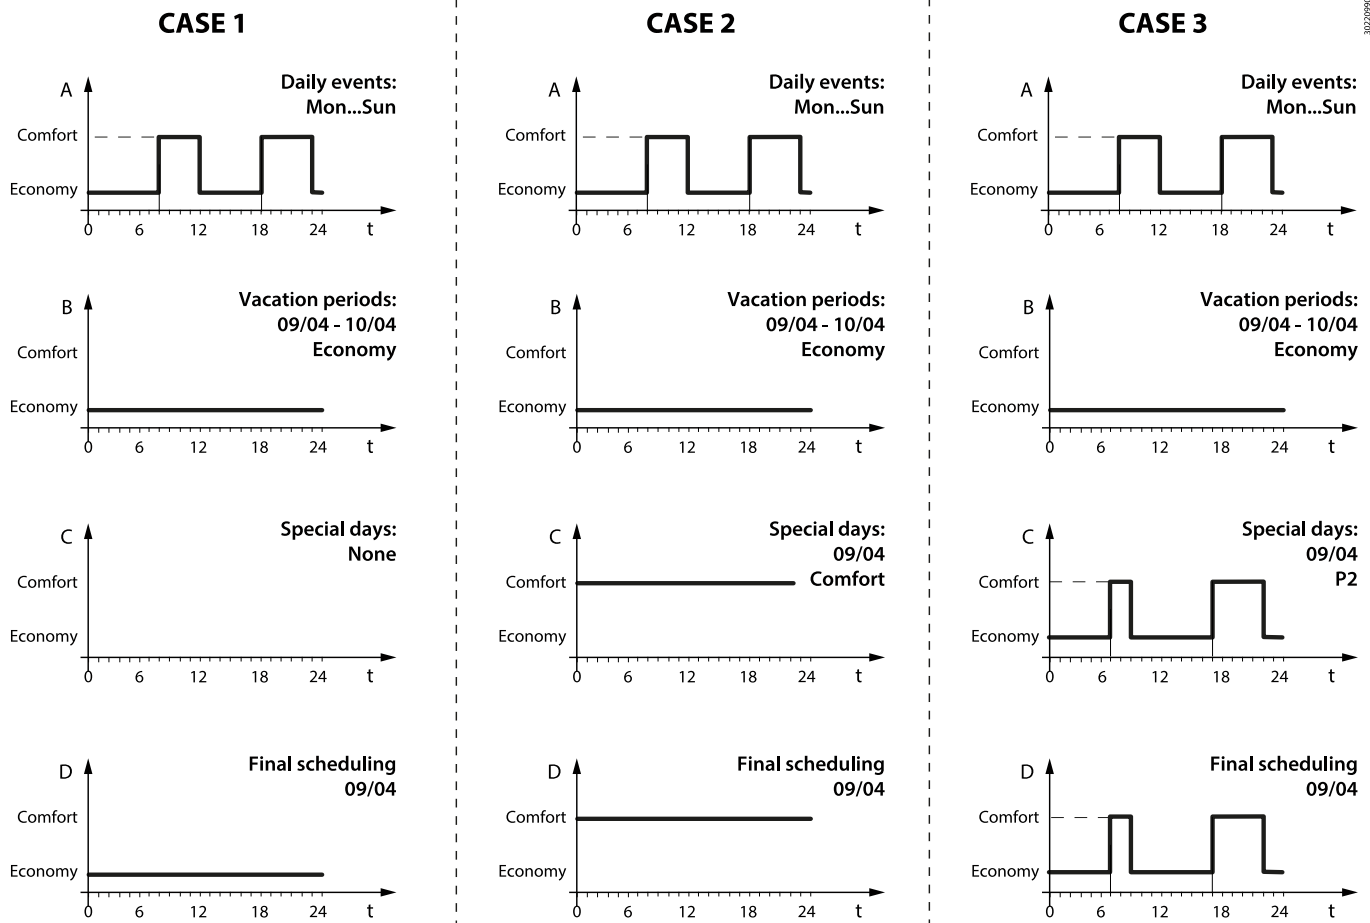 CASE 1
A
Daily events:
Mon...Sun
Comfort
Economy
0 6 12 18 24 t
B
Vacation periods:
09/04 - 10/04
Economy
Comfort
Economy
0 6 12 18 24 t
C
Special days:
None
Comfort
Economy
0 6 12 18 24 t
D
Final scheduling
09/04
Comfort
Economy
0 6 12 18 24 t
CASE 2
A
Daily events:
Mon...Sun
Comfort
Economy
0 6 12 18 24 t
B
Vacation periods:
09/04 - 10/04
Economy
Comfort
Economy
0 6 12 18 24 t
C
Special days:
09/04
Comfort
Comfort
Economy
0 6 12 18 24 t
D
Final scheduling
09/04
Comfort
Economy
0 6 12 18 24 t
CASE 3
A
Daily events:
Mon...Sun
Comfort
Economy
0 6 12 18 24 t
B
Vacation periods:
09/04 - 10/04
Economy
Comfort
Economy
0 6 12 18 24 t
C
Special days:
09/04
P2
Comfort
Economy
0 6 12 18 24 t
D
Final scheduling
09/04
Comfort
Economy
0 6 12 18 24 t